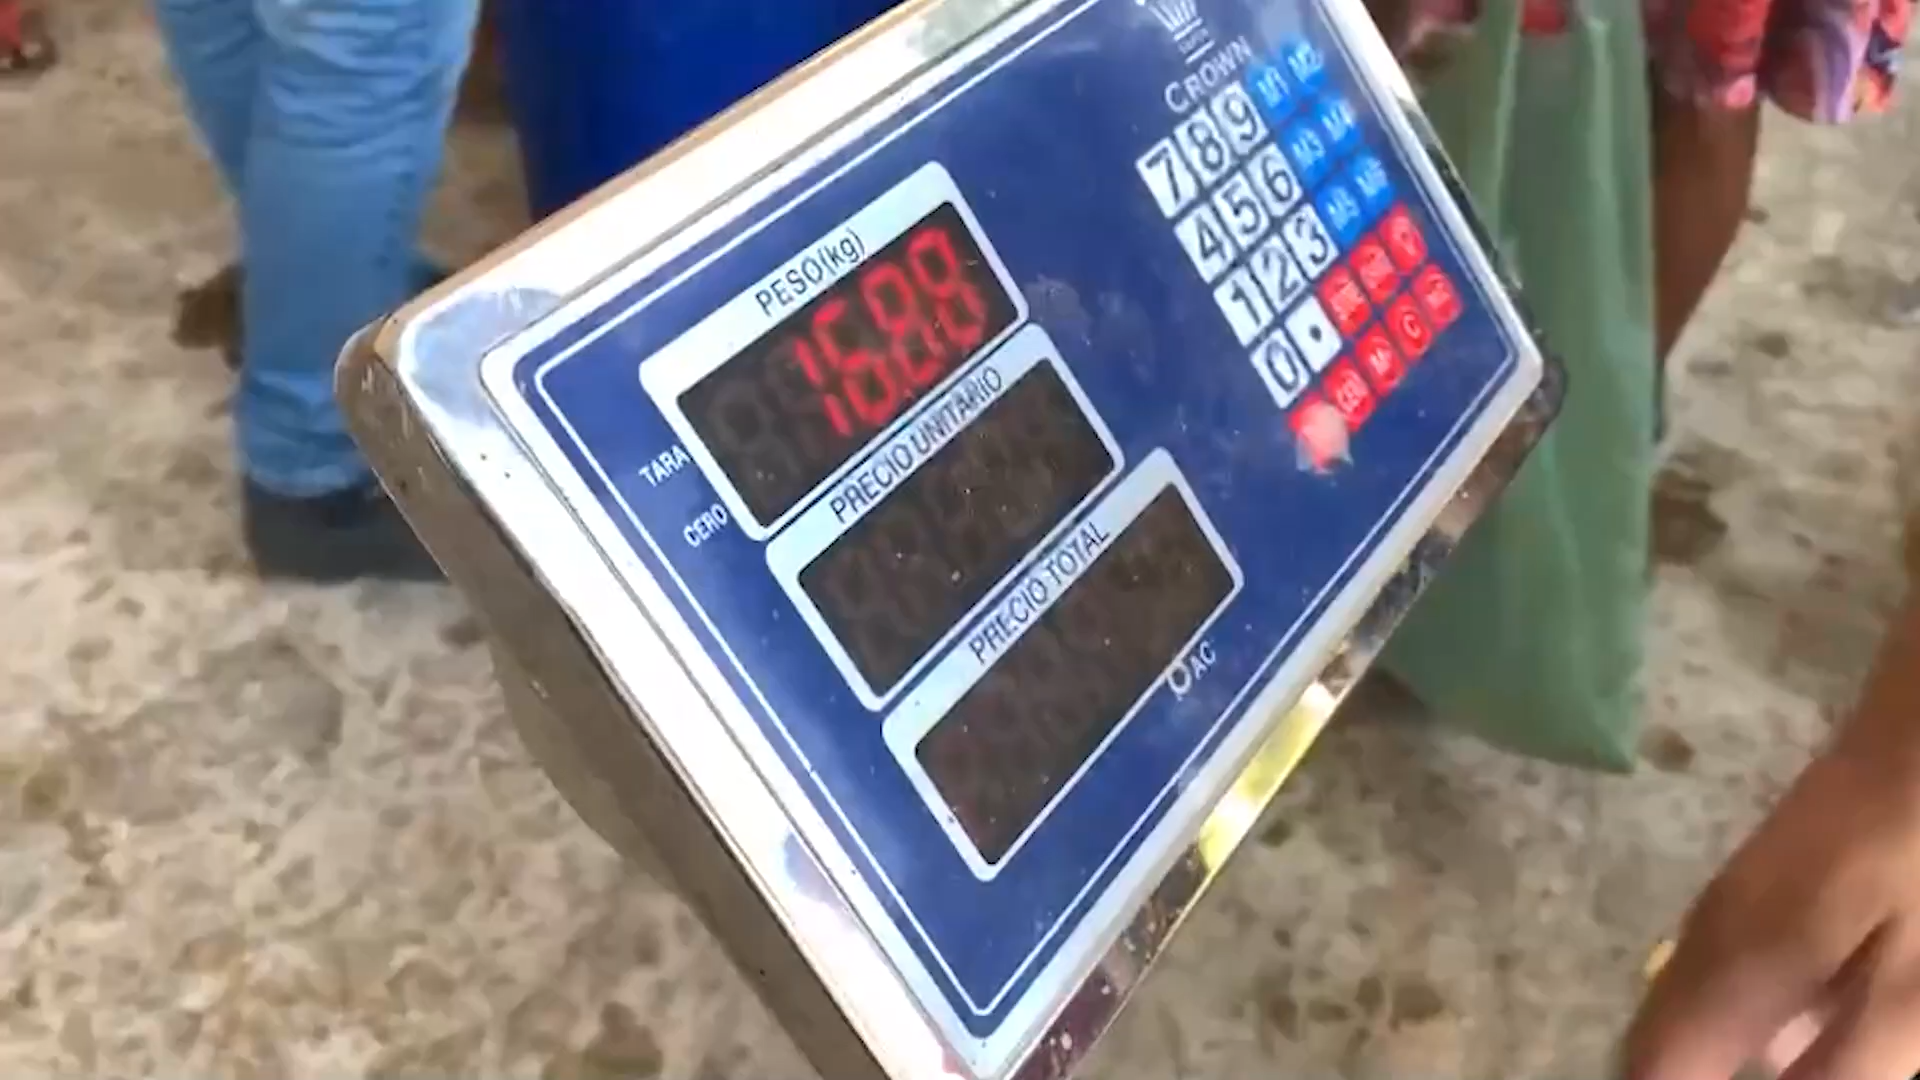 CROWN
7 8 9 M1 M2
4 5 6 M3 M4
1 2 3 M5 M6
0 .
C
PESO(kg)
16.88
TARA
CERO
PRECIO UNITARIO
PRECIO TOTAL
AC